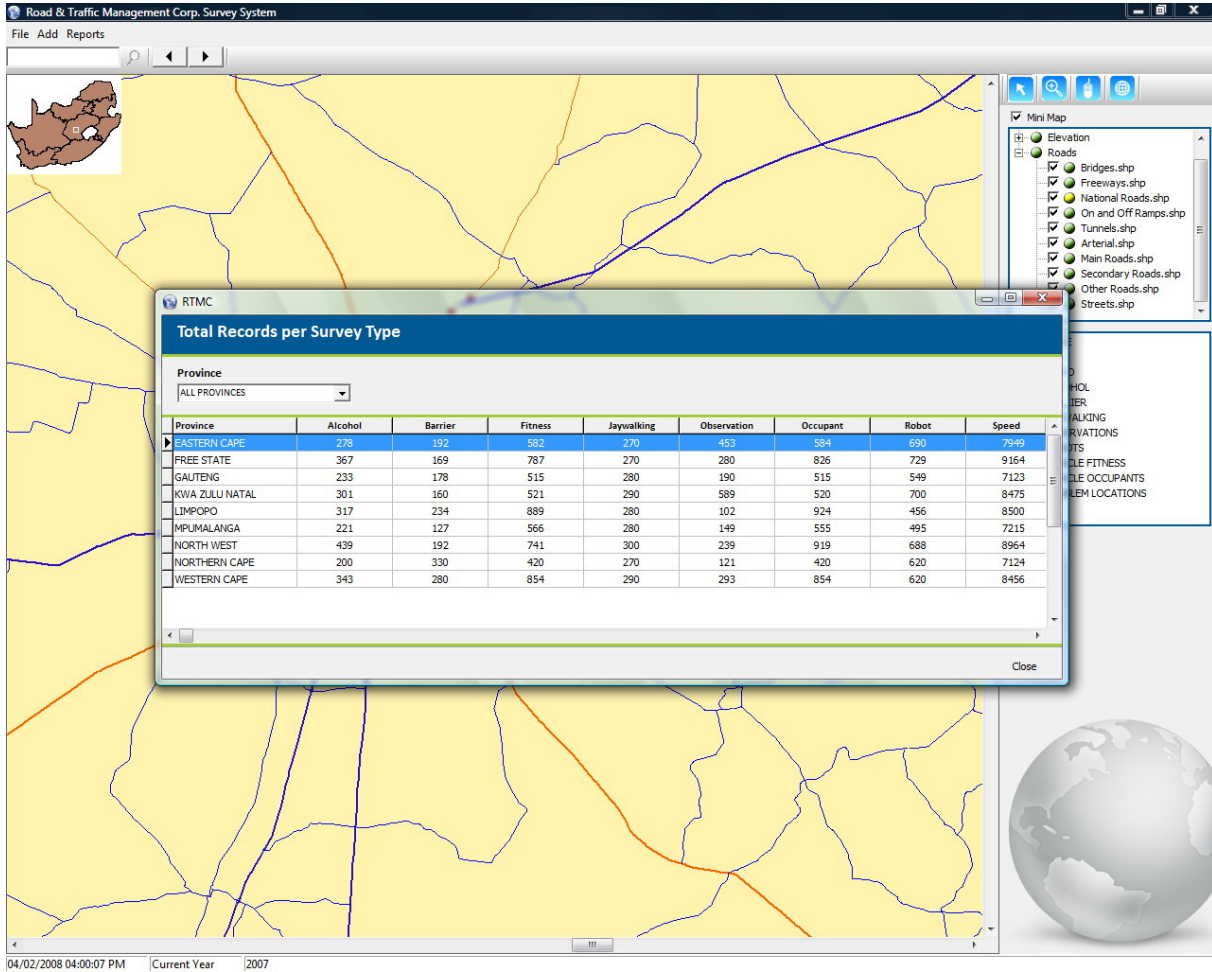 Road & Traffic Management Corp. Survey System
File Add Reports
Mini Map
Elevation
Roads
Bridges.shp
Freeways.shp
National Roads.shp
On and Off Ramps.shp
Tunnels.shp
Arterial.shp
Main Roads.shp
Secondary Roads.shp
Other Roads.shp
Streets.shp
RTMC
Total Records per Survey Type
Province
ALL PROVINCES
Province Alcohol Barrier Fitness Jaywalking Observation Occupant Robot Speed
EASTERN CAPE 278 192 582 270 453 584 690 7949
FREE STATE 367 169 787 270 280 826 729 9164
GAUTENG 233 178 515 280 190 515 549 7123
KWA ZULU NATAL 301 160 521 290 589 520 700 8475
LIMPOPO 317 234 889 280 102 924 456 8500
MPUMALANGA 221 127 566 280 149 555 495 7215
NORTH WEST 439 192 741 300 239 919 688 8964
NORTHERN CAPE 200 330 420 270 121 420 620 7124
WESTERN CAPE 343 280 854 290 293 854 620 8456
Close
FITNESS
OCCUPANTS
LOCATIONS
04/02/2008 04:00:07 PM Current Year 2007